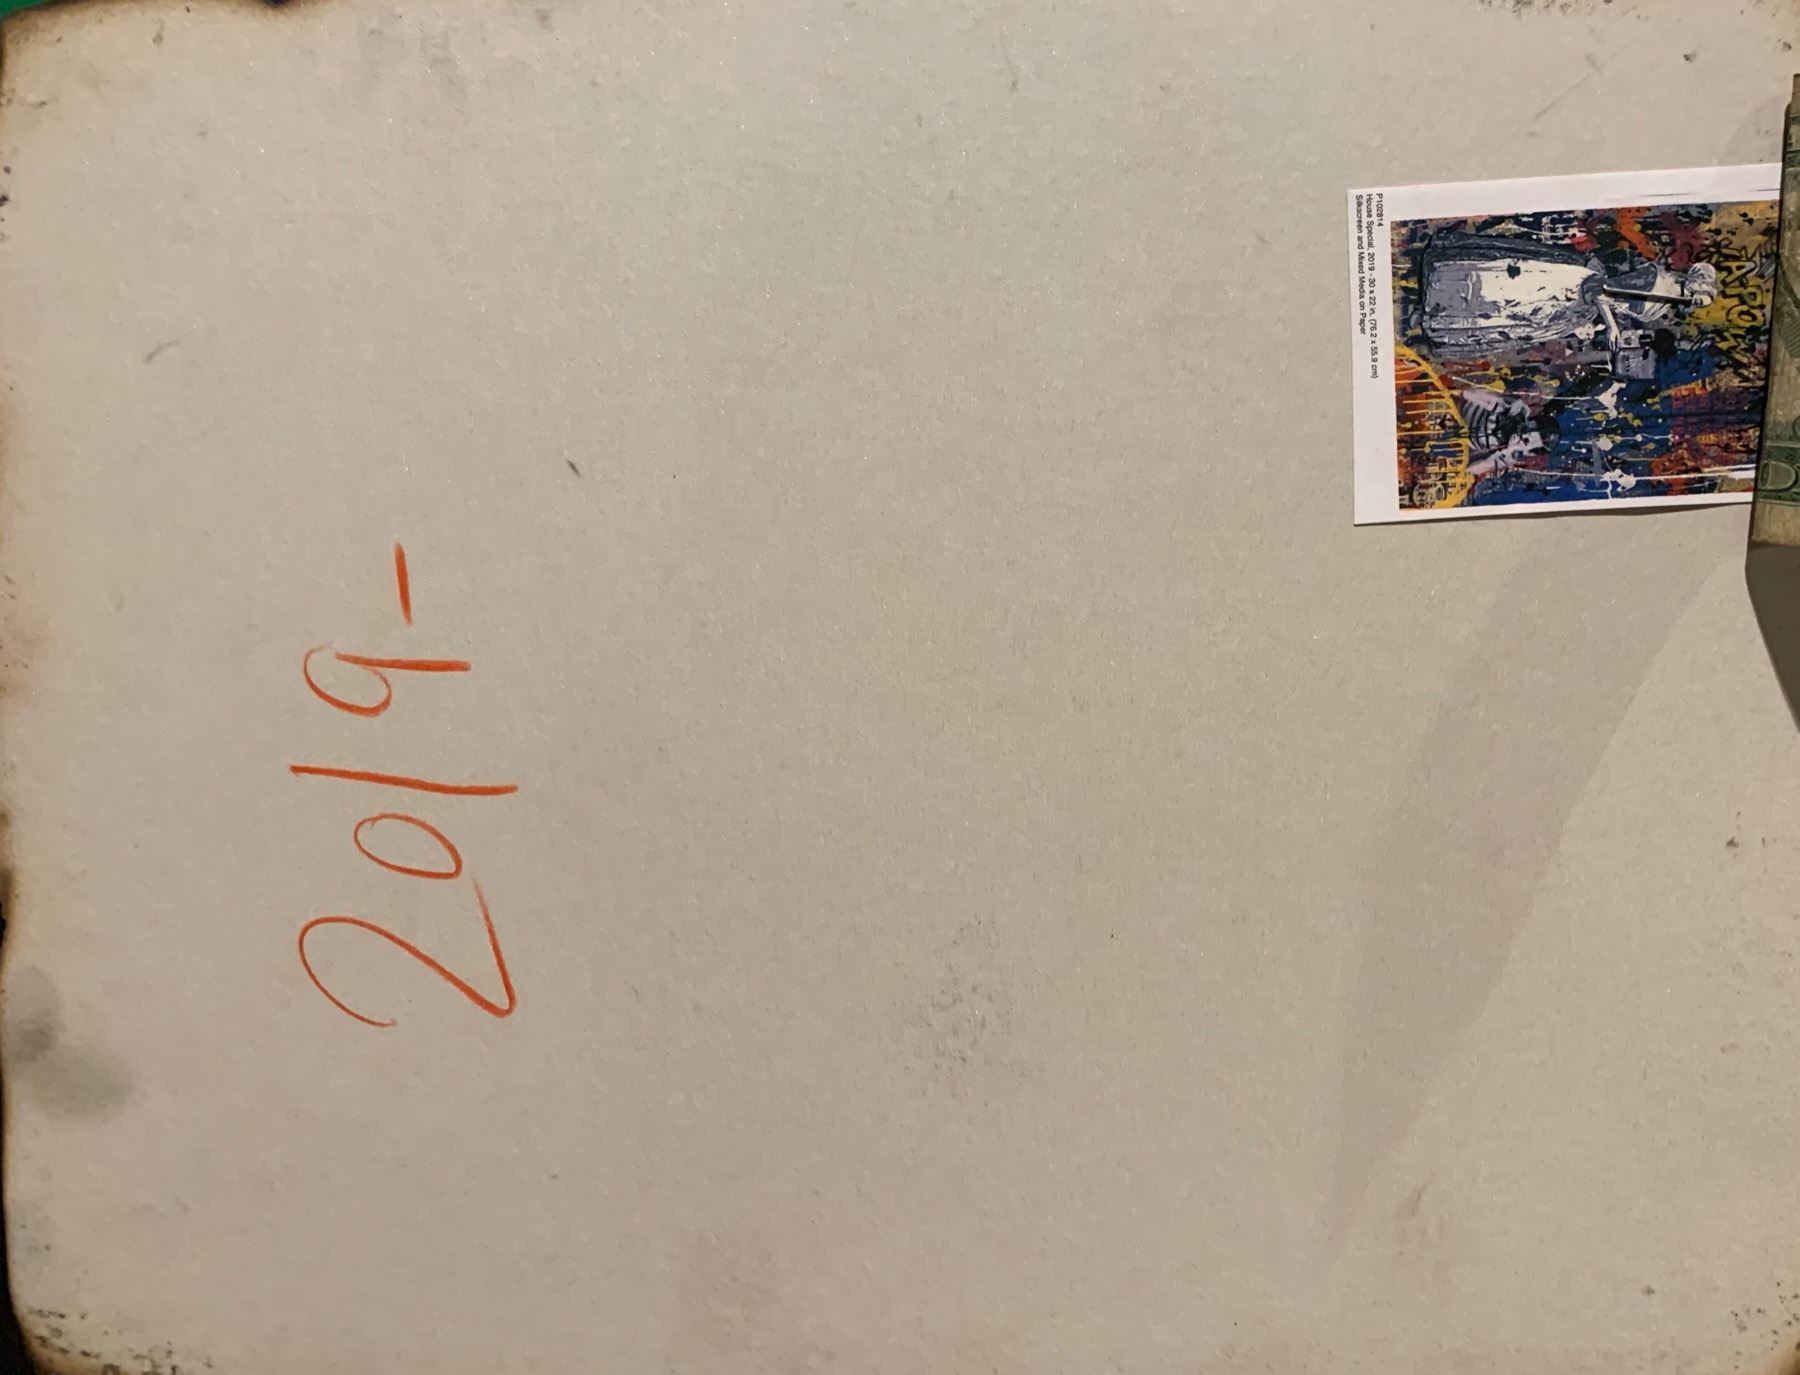 2019-
P102814
House Special, 2019 - 30 x 22 in. (76.2 x 55.9 cm)
Silkscreen and Mixed Media on Paper